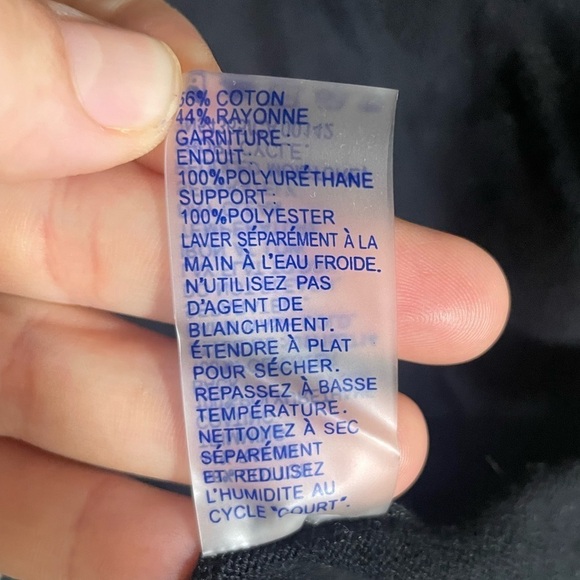 56% COTON
44% RAYONNE
GARNITURE-
ENDUIT:
100%POLYURÉTHANE
SUPPORT:
100%POLYESTER
LAVER SÉPARÉMENT À LA
MAIN À L'EAU FROIDE.
N'UTILISEZ PAS
D'AGENT DE
BLANCHIMENT.
ÉTENDRE À PLAT
POUR SÉCHER.
REPASSEZ À BASSE
TEMPÉRATURE.
NETTOYEZ À SEC
SÉPARÉMENT
ET REDUISEZ
L'HUMIDITE AU
CYCLE "COURT".